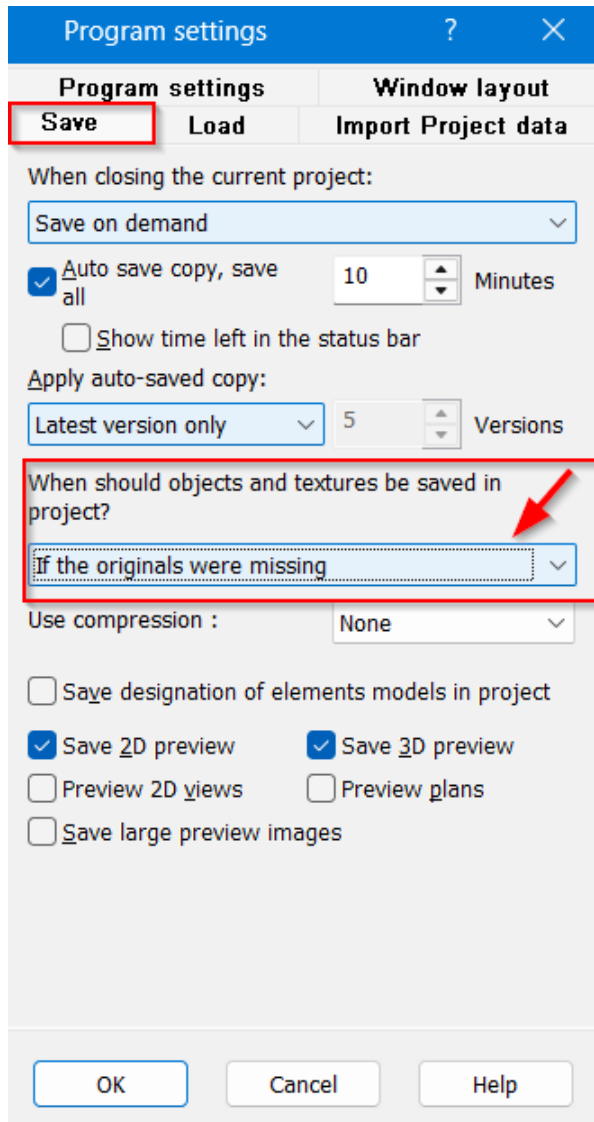 Program settings ?
Program settings Window layout
Save Load Import Project data
When closing the current project:
Save on demand
Auto save copy, save
all
10 Minutes
Show time left in the status bar
Apply auto-saved copy:
Latest version only 5 Versions
When should objects and textures be saved in
project?
If the originals were missing
Use compression : None
Save designation of elements models in project
Save 2D preview Save 3D preview
Preview 2D views Preview plans
Save large preview images
OK Cancel Help